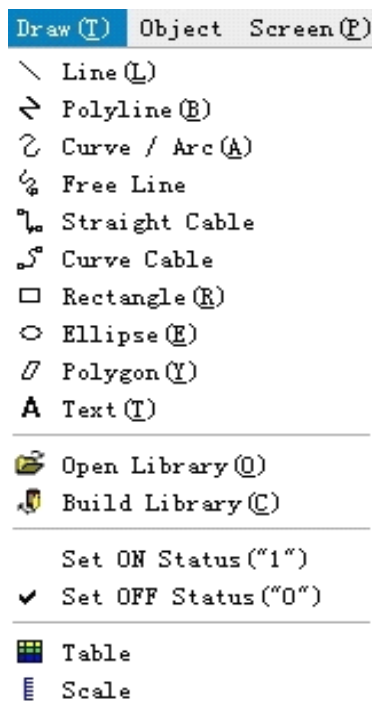 Draw(T) Object Screen(P)
Line(L)
Polyline(B)
Curve / Arc(A)
Free Line
Straight Cable
Curve Cable
Rectangle(R)
Ellipse(E)
Polygon(Y)
A Text(T)
Open Library(O)
Build Library(C)
Set ON Status("1")
Set OFF Status("0")
Table
Scale